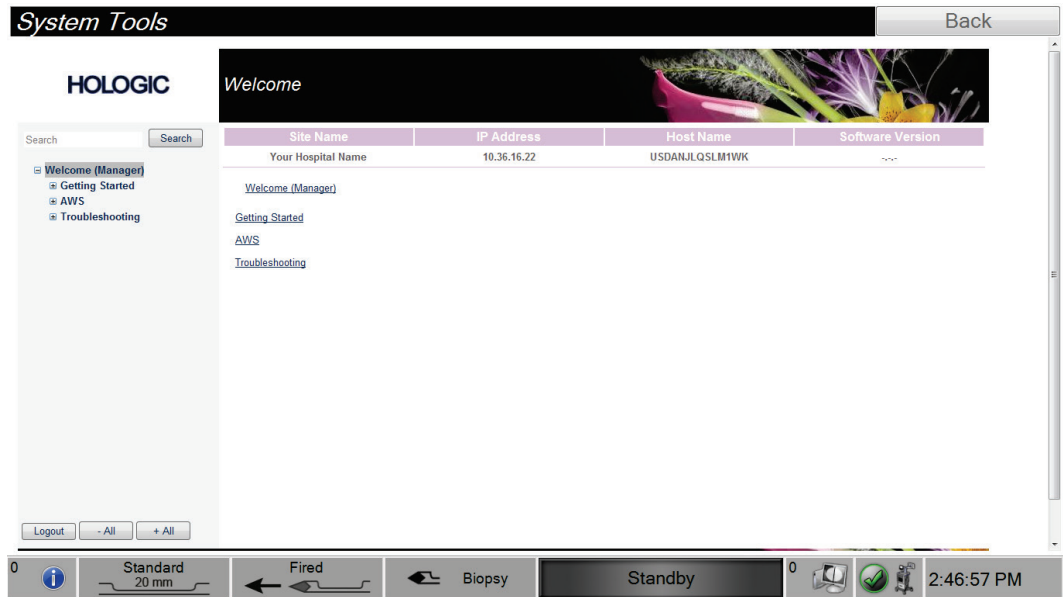 System Tools
Back
HOLOGIC
Welcome
Search
Search
Site Name
IP Address
Host Name
Software Version
Your Hospital Name
10.36.16.22
USDANJLQSLM1WK
-.-.-
Welcome (Manager)
Getting Started
AWS
Troubleshooting
Welcome (Manager)
Getting Started
AWS
Troubleshooting
Logout
- All
+ All
0
Standard
20 mm
Fired
Biopsy
Standby
0
2:46:57 PM